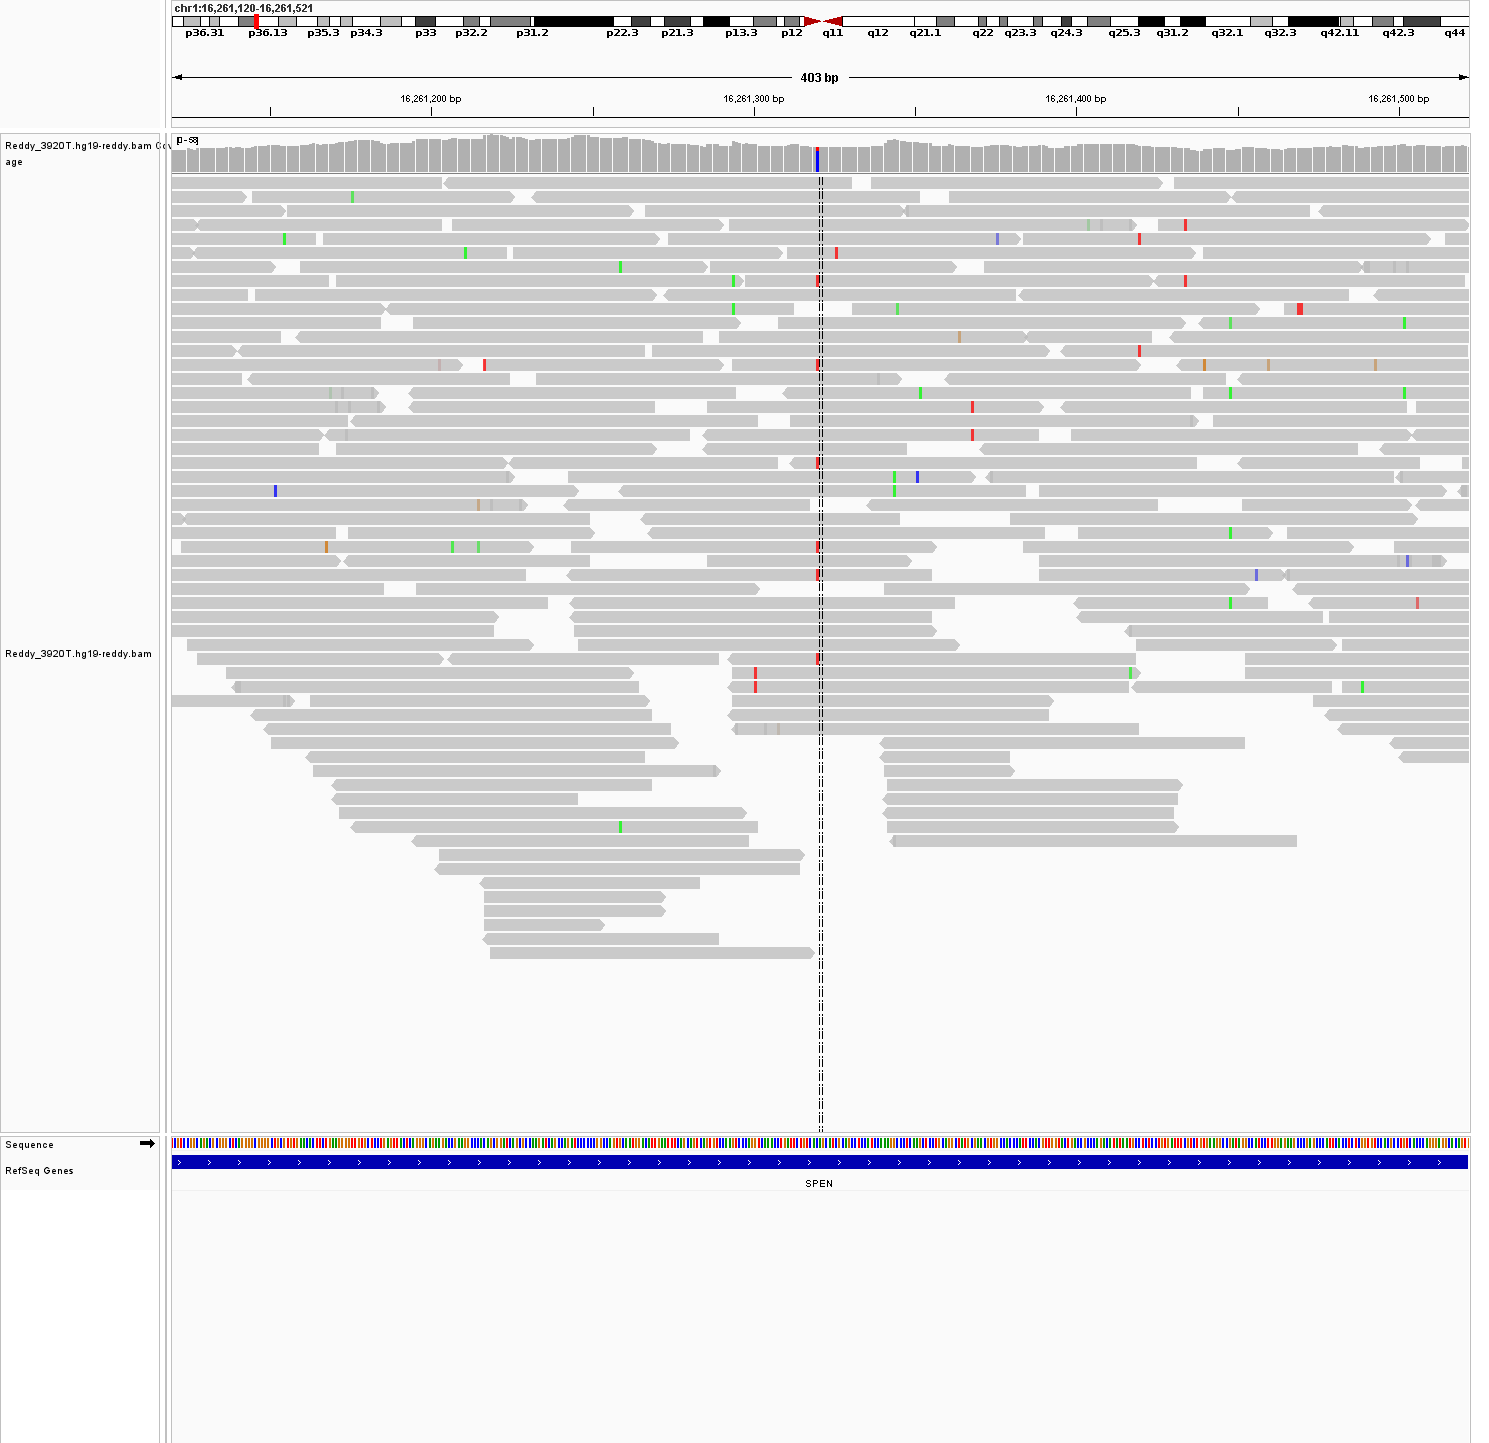 chr1:16,261,120-16,261,521
p36.31 p36.13 p35.3 p34.3 p33 p32.2 p31.2 p22.3 p21.3 p13.3 p12 q11 q12 q21.1 q22 q23.3 q24.3 q25.3 q31.2 q32.1 q32.3 q42.11 q42.3 q44
403 bp
16,261,200 bp 16,261,300 bp 16,261,400 bp 16,261,500 bp
[0-58]
Reddy_3920T.hg19-reddy.bam Cov
age
Reddy_3920T.hg19-reddy.bam
Sequence
RefSeq Genes
SPEN